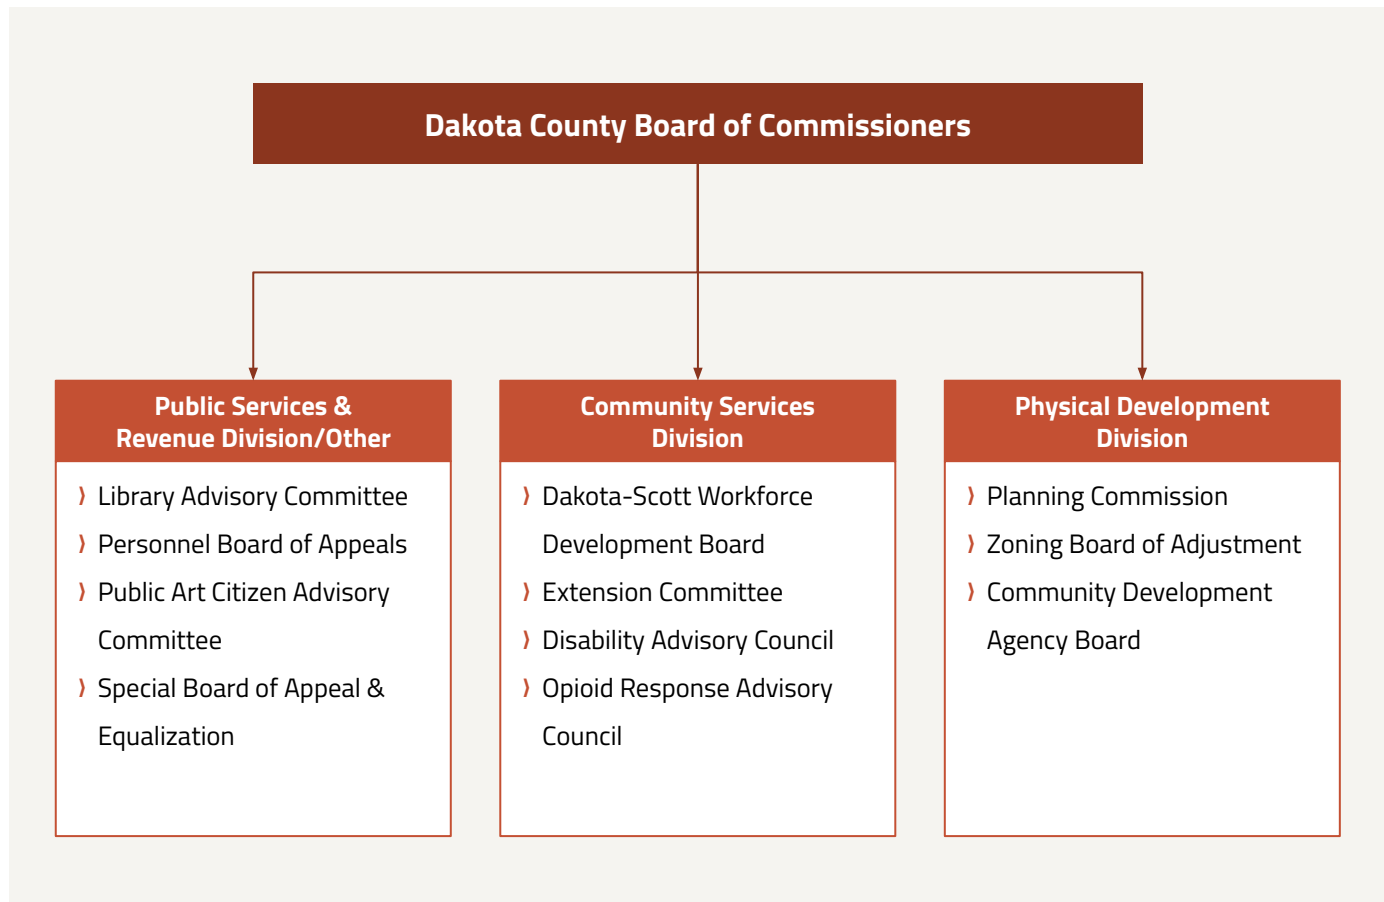 Dakota County Board of Commissioners
Public Services &
Revenue Division/Other
› Library Advisory Committee
› Personnel Board of Appeals
› Public Art Citizen Advisory
Committee
› Special Board of Appeal &
Equalization
Community Services
Division
› Dakota-Scott Workforce
Development Board
› Extension Committee
› Disability Advisory Council
› Opioid Response Advisory
Council
Physical Development
Division
› Planning Commission
› Zoning Board of Adjustment
› Community Development
Agency Board